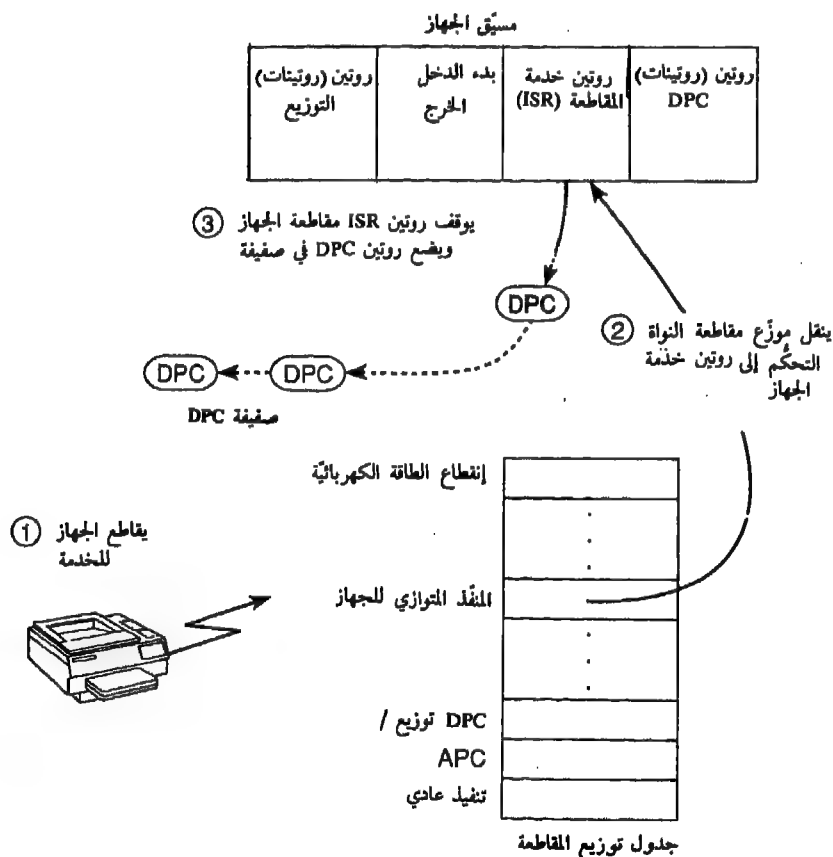 مسيّق الجهاز
روتين (روتينات)
DPC
روتين خدمة
المقاطعة (ISR)
بدء الدخل
الخرج
روتين (روتينات)
التوزيع
③ يوقف روتين ISR مقاطعة الجهاز
ويضع روتين DPC في صفيفة
DPC
② ينقل موزّع مقاطعة النواة
التحكُّم إلى روتين خدمة
الجهاز
DPC
DPC
صفيفة DPC
إنقطاع الطاقة الكهربائيّة
① يقاطع الجهاز
للخدمة
المنفّذ المتوازي للجهاز
DPC توزيع /
APC
تنفيذ عادي
جدول توزيع المقاطعة